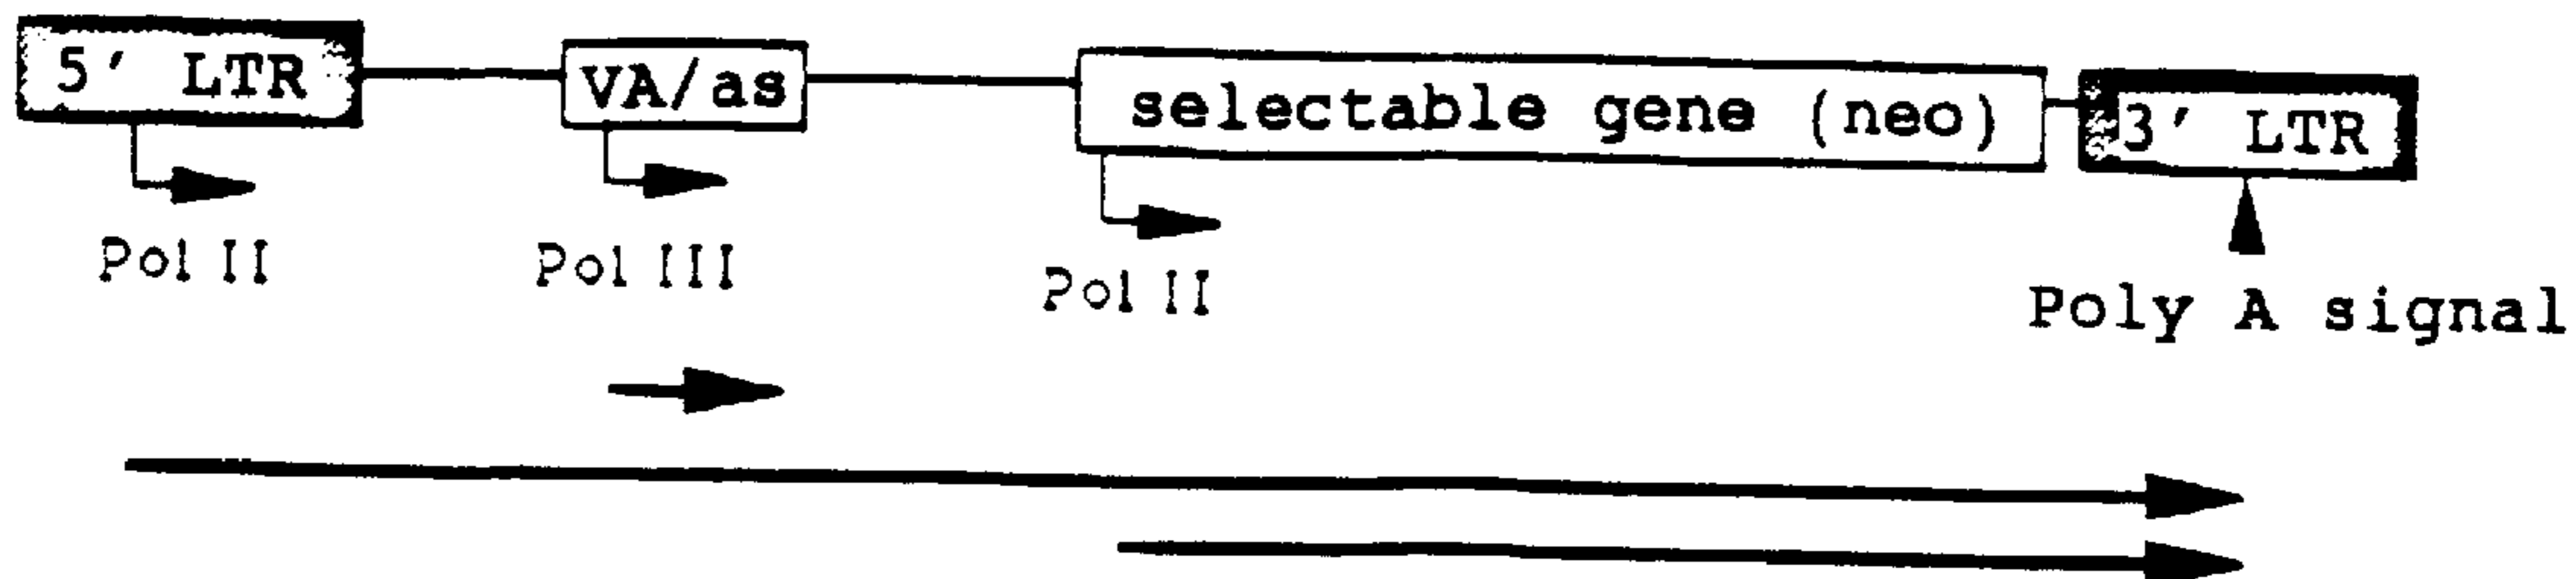 5' LTR
VA/as
selectable gene (neo)
3' LTR
Pol II
Pol III
Pol II
Poly A signal